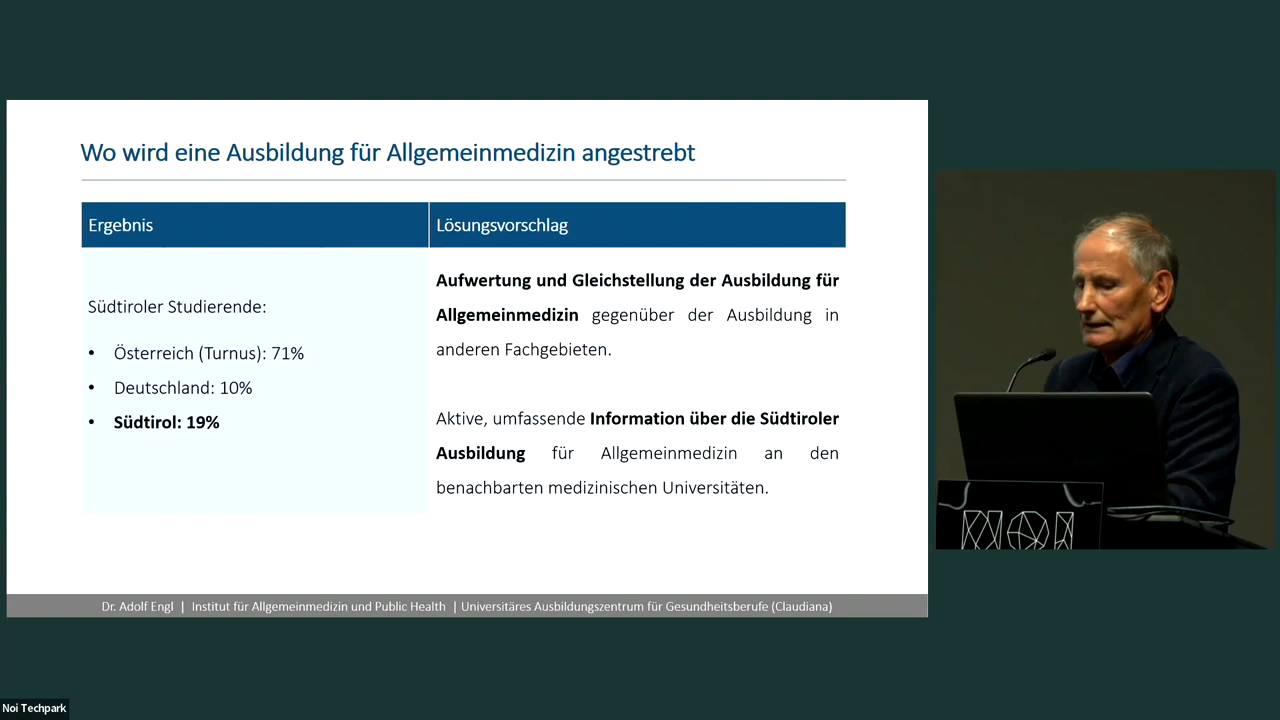 Wo wird eine Ausbildung für Allgemeinmedizin angestrebt
Ergebnis
Lösungsvorschlag
Südtiroler Studierende:
• Österreich (Turnus): 71%
• Deutschland: 10%
• Südtirol: 19%
Aufwertung und Gleichstellung der Ausbildung für
Allgemeinmedizin gegenüber der Ausbildung in
anderen Fachgebieten.
Aktive, umfassende Information über die Südtiroler
Ausbildung für Allgemeinmedizin an den
benachbarten medizinischen Universitäten.
Dr. Adolf Engl | Institut für Allgemeinmedizin und Public Health | Universitäres Ausbildungszentrum für Gesundheitsberufe (Claudiana)
NOI
Noi Techpark